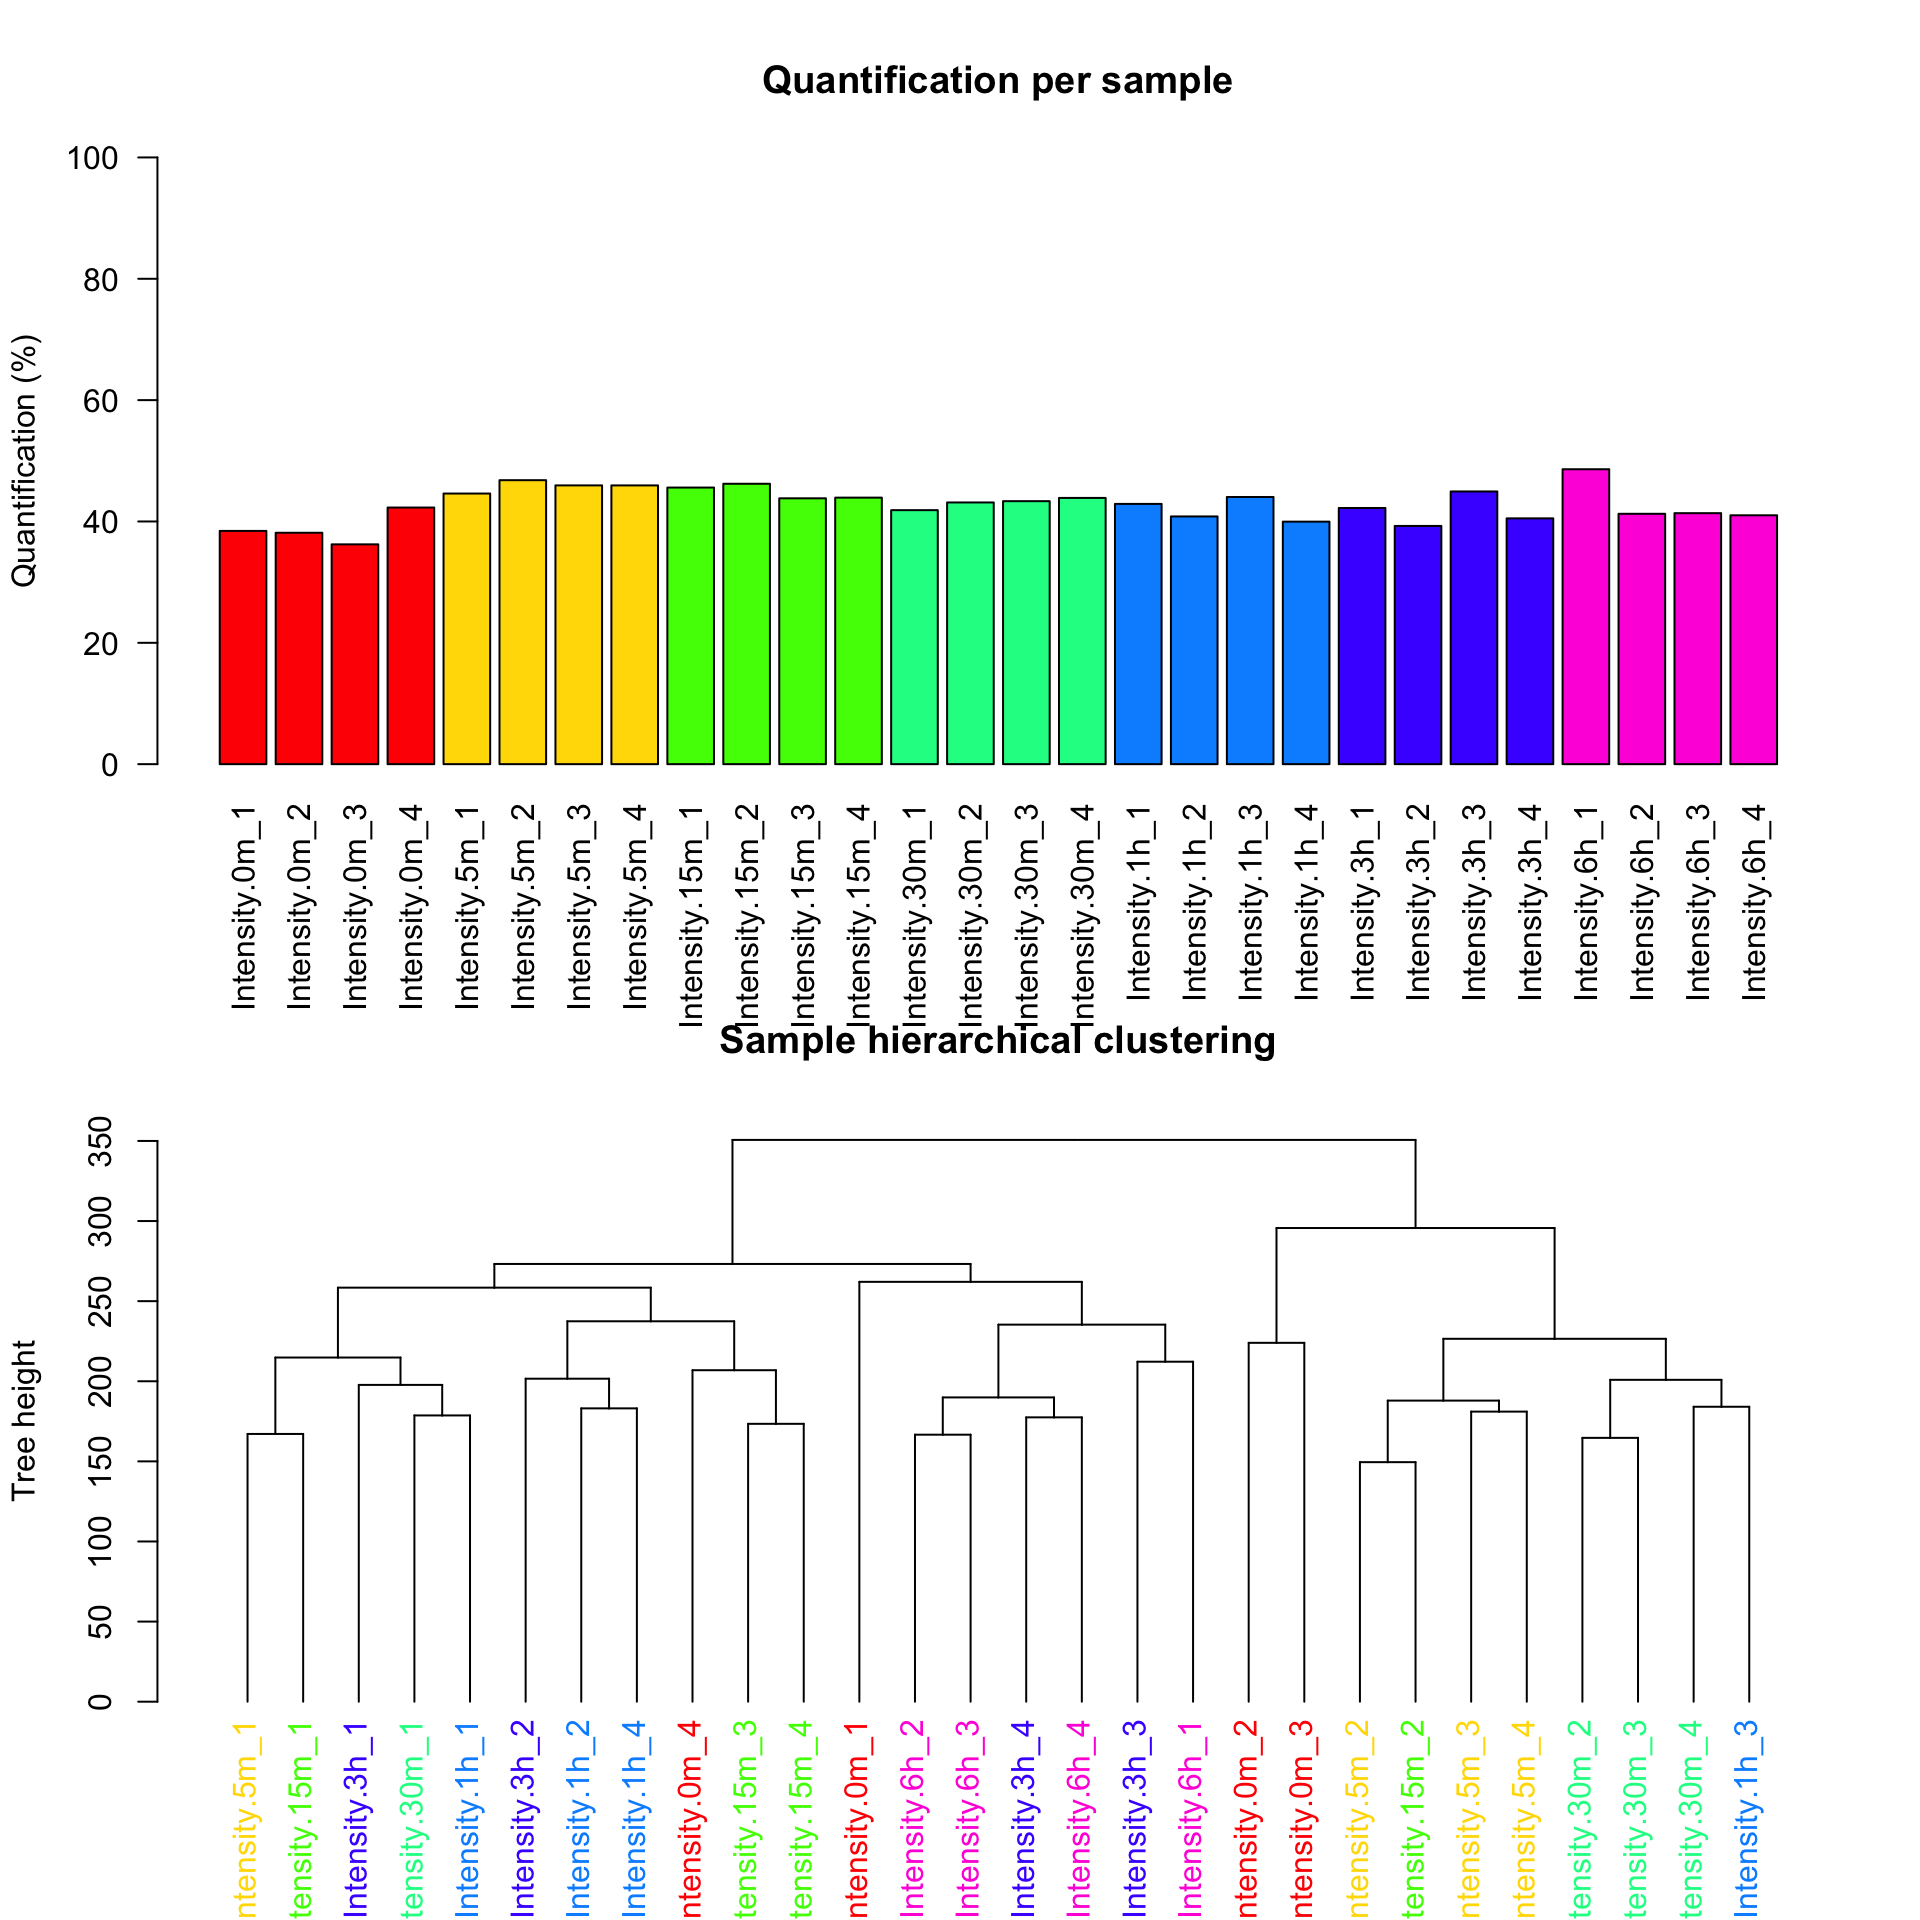 Quantification per sample
Quantification (%)
100
80
60
40
20
0
Intensity.0m_1
Intensity.0m_2
Intensity.0m_3
Intensity.0m_4
Intensity.5m_1
Intensity.5m_2
Intensity.5m_3
Intensity.5m_4
Intensity.15m_1
Intensity.15m_2
Intensity.15m_3
Intensity.15m_4
Intensity.30m_1
Intensity.30m_2
Intensity.30m_3
Intensity.30m_4
Intensity.1h_1
Intensity.1h_2
Intensity.1h_3
Intensity.1h_4
Intensity.3h_1
Intensity.3h_2
Intensity.3h_3
Intensity.3h_4
Intensity.6h_1
Intensity.6h_2
Intensity.6h_3
Intensity.6h_4
Sample hierarchical clustering
Tree height
350
300
250
200
150
100
50
0
ntensity.5m_1
tensity.15m_1
Intensity.3h_1
tensity.30m_1
Intensity.1h_1
Intensity.3h_2
Intensity.1h_2
Intensity.1h_4
ntensity.0m_4
tensity.15m_3
tensity.15m_4
ntensity.0m_1
Intensity.6h_2
Intensity.6h_3
Intensity.3h_4
Intensity.6h_4
Intensity.3h_3
Intensity.6h_1
ntensity.0m_2
ntensity.0m_3
ntensity.5m_2
tensity.15m_2
ntensity.5m_3
ntensity.5m_4
tensity.30m_2
tensity.30m_3
tensity.30m_4
Intensity.1h_3